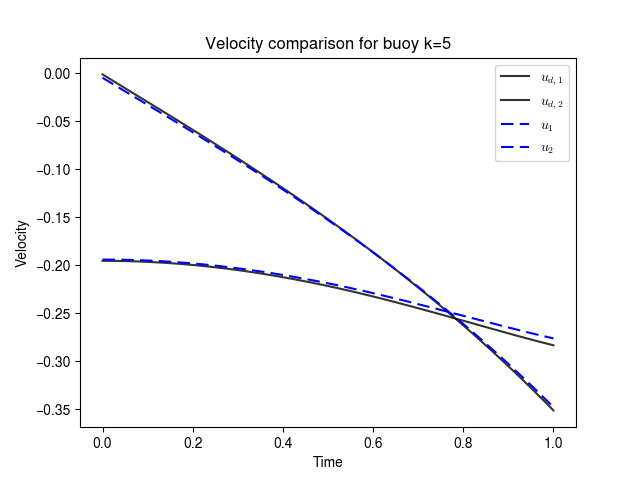 Velocity comparison for buoy k=5
0.00
−0.05
−0.10
−0.15
−0.20
−0.25
−0.30
−0.35
Velocity
u_{d,1}
u_{d,2}
u_1
u_2
0.0 0.2 0.4 0.6 0.8 1.0
Time